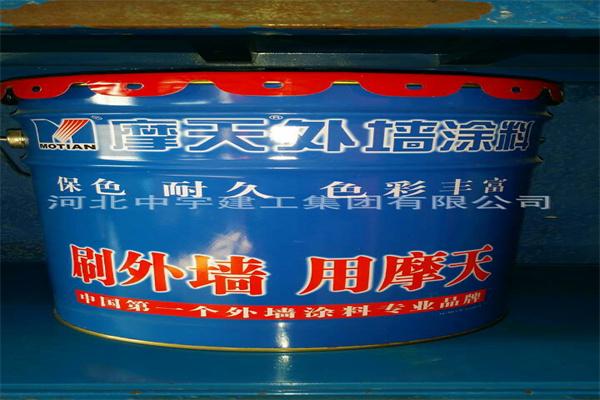 MOTIAN
摩天®外墙涂料
保色 耐久 色彩丰富
河北中宇建工集团有限公司
刷外墙 用摩天
中国第一个外墙涂料专业品牌